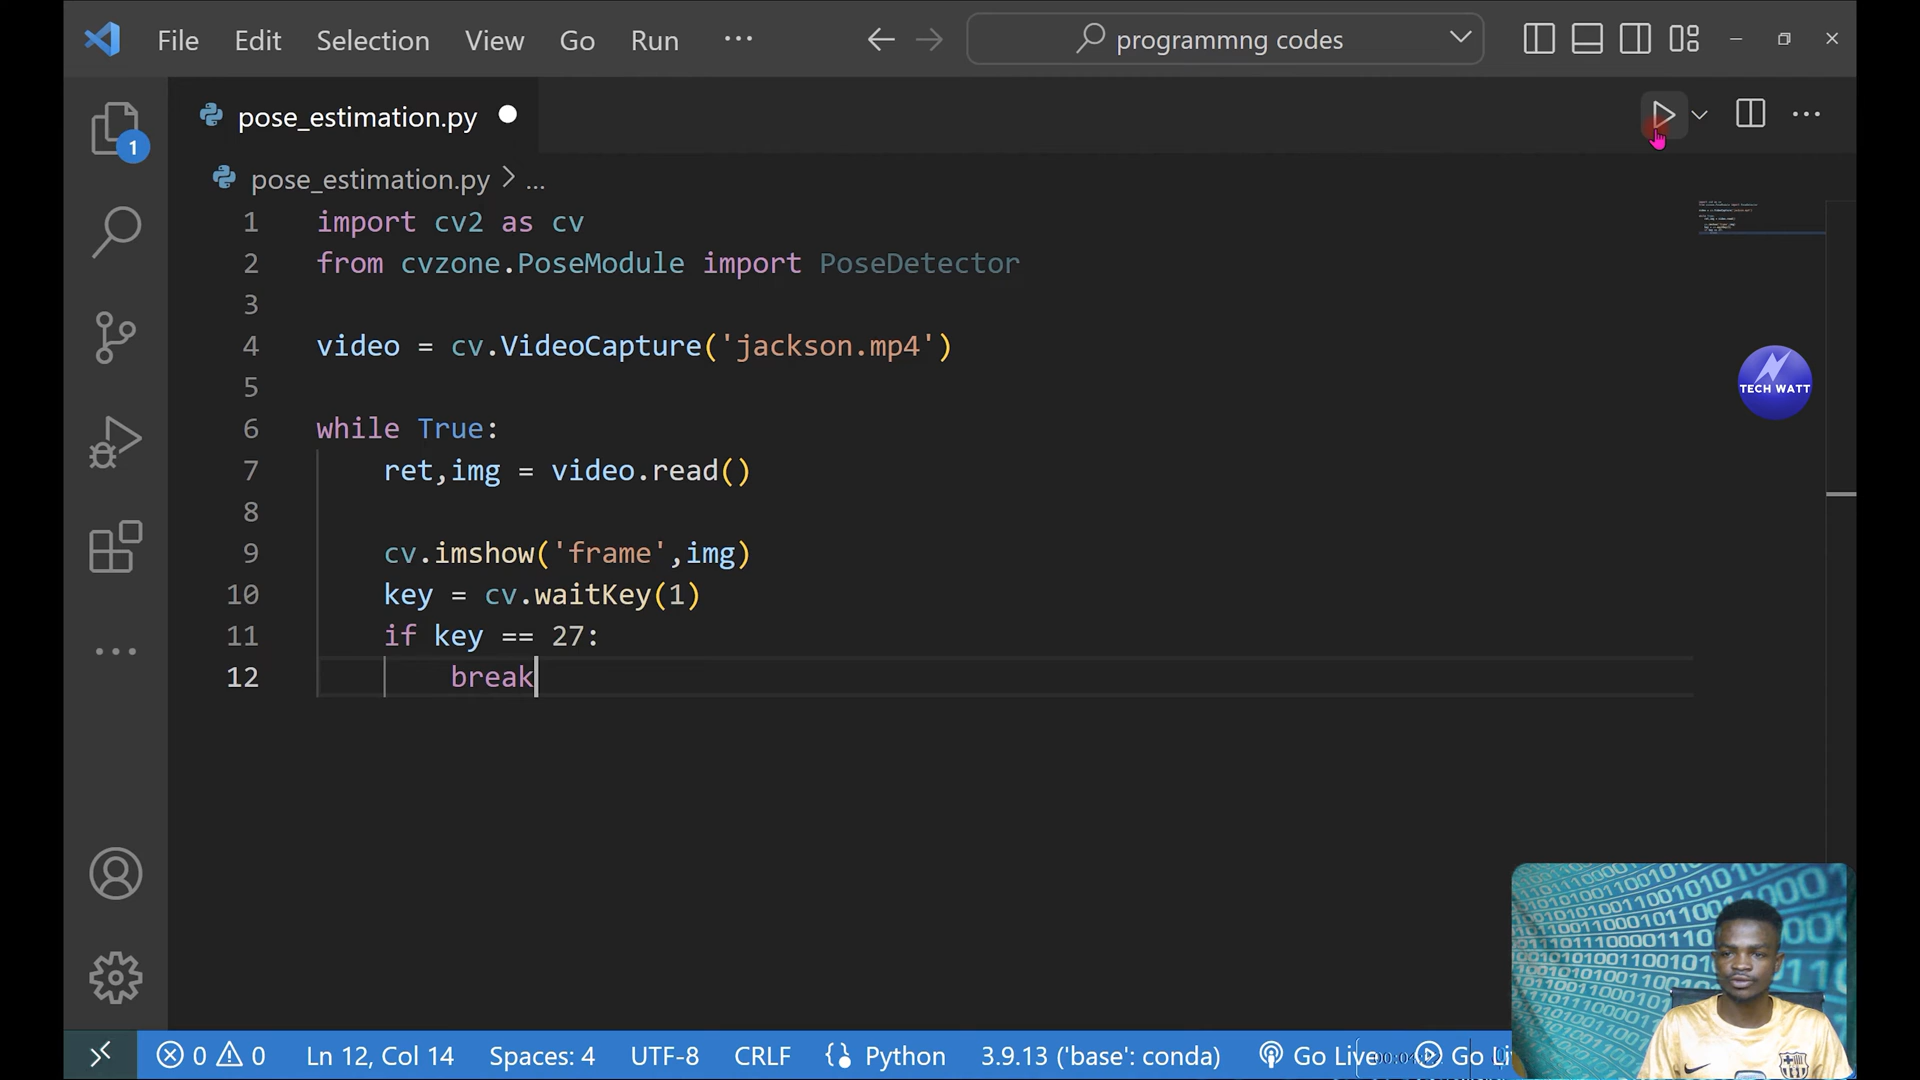 File Edit Selection View Go Run ··· programmng codes
pose_estimation.py
1
pose_estimation.py > ...
1 import cv2 as cv
2 from cvzone.PoseModule import PoseDetector
3
4 video = cv.VideoCapture('jackson.mp4')
5
6 while True:
7 ret,img = video.read()
8
9 cv.imshow('frame',img)
10 key = cv.waitKey(1)
11 if key == 27:
12 break
TECH WATT
0 0 Ln 12, Col 14 Spaces: 4 UTF-8 CRLF Python 3.9.13 ('base': conda) Go Live Go